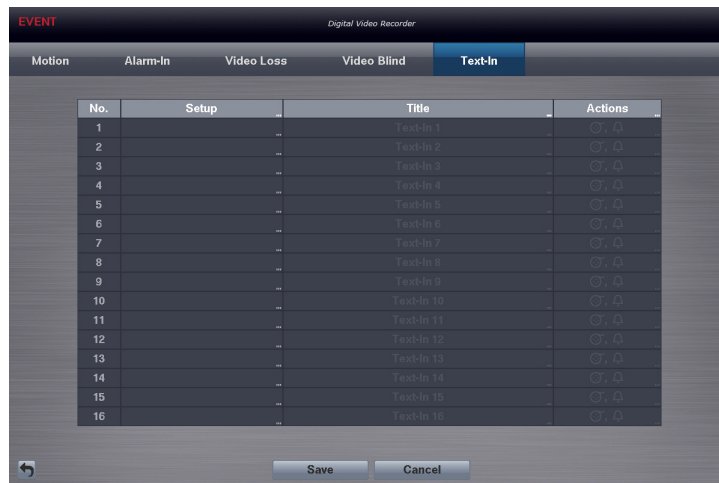 EVENT
Digital Video Recorder
Motion Alarm-In Video Loss Video Blind Text-In
No. Setup ... Title Actions ...
1 ... Text-In 1 ...
2 ... Text-In 2 ...
3 ... Text-In 3 ...
4 ... Text-In 4 ...
5 ... Text-In 5 ...
6 ... Text-In 6 ...
7 ... Text-In 7 ...
8 ... Text-In 8 ...
9 ... Text-In 9 ...
10 ... Text-In 10 ...
11 ... Text-In 11 ...
12 ... Text-In 12 ...
13 ... Text-In 13 ...
14 ... Text-In 14 ...
15 ... Text-In 15 ...
16 ... Text-In 16 ...
Save Cancel